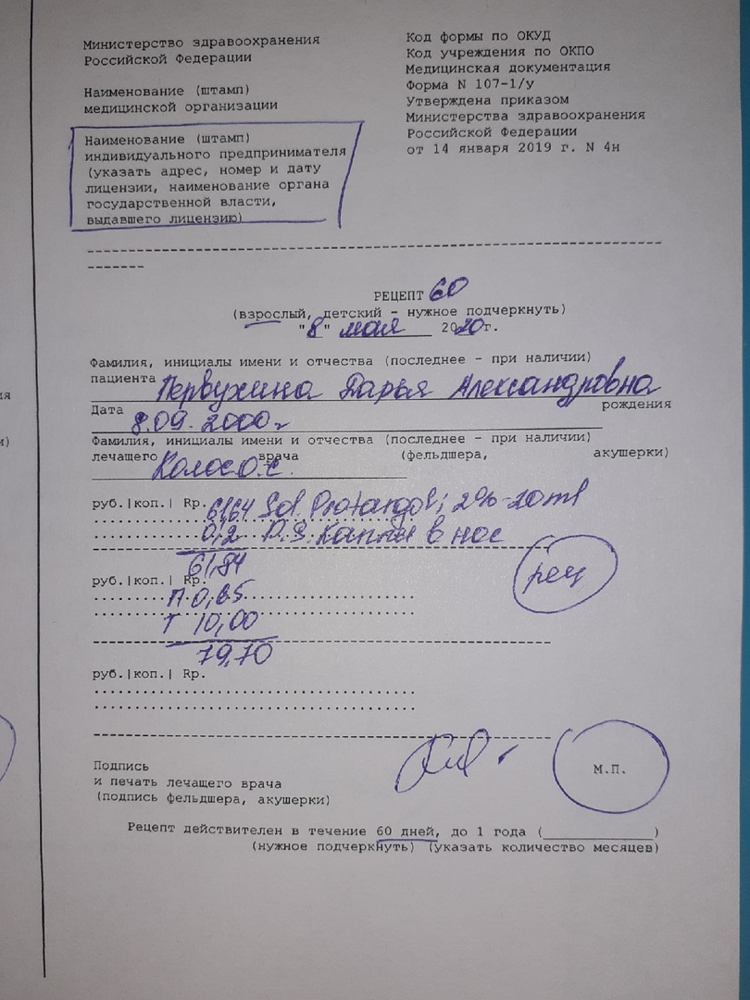 Министерство здравоохранения
Российской Федерации
Наименование (штамп)
медицинской организации
Наименование (штамп)
индивидуального предпринимателя
(указать адрес, номер и дату
лицензии, наименование органа
государственной власти,
выдавшего лицензию)
Код формы по ОКУД
Код учреждения по ОКПО
Медицинская документация
Форма N 107-1/у
Утверждена приказом
Министерства здравоохранения
Российской Федерации
от 14 января 2019 г. N 4н
РЕЦЕПТ 60
(взрослый, детский - нужное подчеркнуть)
"8" мая 2020г.
Фамилия, инициалы имени и отчества (последнее - при наличии)
пациента Первухина Дарья Александровна
Дата 8.09.2000г рождения
Фамилия, инициалы имени и отчества (последнее - при наличии)
лечащего врача (фельдшера, акушерки)
руб.|коп.| Rp. 61,64 Sol. Protargoli 2%-20ml
0,2 D.S. Капли в нос
61,84
руб.|коп.| Rp.
П 0,65
Т 10,00
79,70
рец
руб.|коп.| Rp.
Подпись
и печать лечащего врача
(подпись фельдшера, акушерки)
М.П.
Рецепт действителен в течение 60 дней, до 1 года (____________)
(нужное подчеркнуть) (указать количество месяцев)